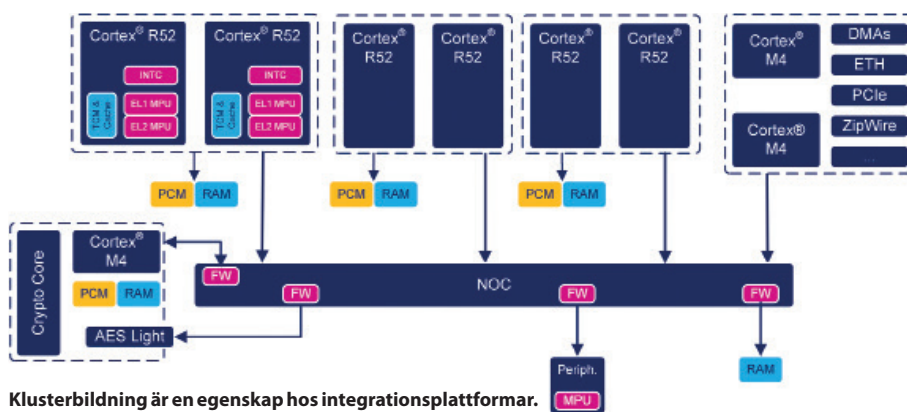 Cortex® R52
INTC
TCM & Cache
EL1 MPU
EL2 MPU
Cortex® R52
INTC
TCM & Cache
EL1 MPU
EL2 MPU
Cortex®
R52
Cortex®
R52
Cortex®
R52
Cortex®
R52
Cortex®
M4
Cortex®
M4
DMAs
ETH
PCIe
ZipWire
...
PCM
RAM
PCM
RAM
PCM
RAM
Crypto Core
Cortex®
M4
PCM
RAM
AES Light
FW
FW
NOC
FW
FW
Periph.
MPU
RAM
Klusterbildning är en egenskap hos integrationsplattformar.